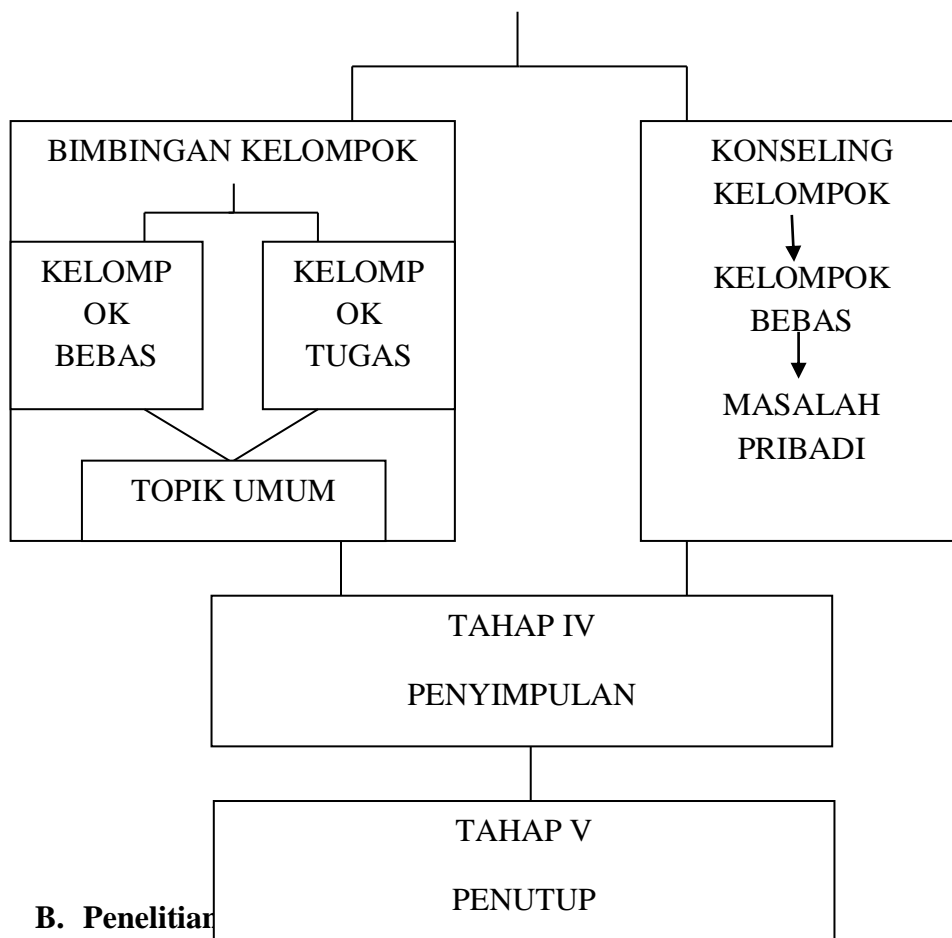 BIMBINGAN KELOMPOK
KELOMP
OK
BEBAS
KELOMP
OK
TUGAS
TOPIK UMUM
KONSELING
KELOMPOK
KELOMPOK
BEBAS
MASALAH
PRIBADI
TAHAP IV
PENYIMPULAN
TAHAP V
PENUTUP
B. Penelitian